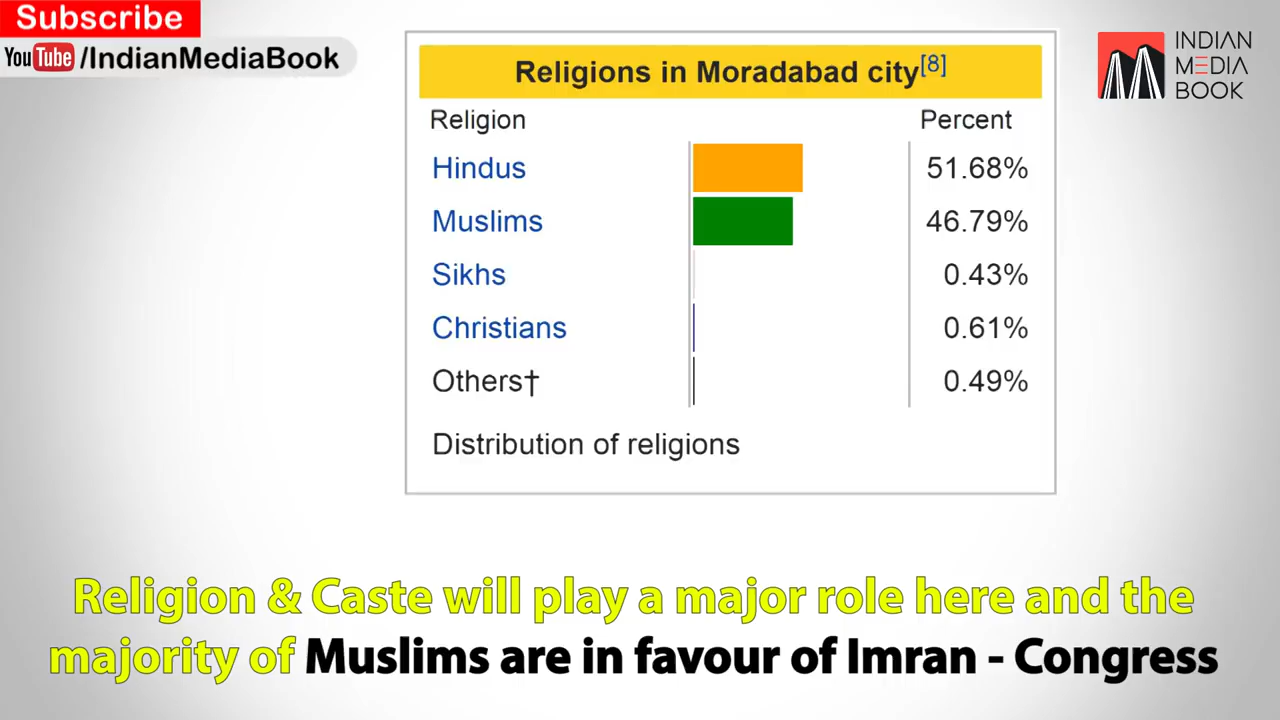 Subscribe
YouTube/IndianMediaBook
INDIAN
MEDIA
BOOK
Religions in Moradabad city[8]
Religion Percent
Hindus 51.68%
Muslims 46.79%
Sikhs 0.43%
Christians 0.61%
Others† 0.49%
Distribution of religions
Religion & Caste will play a major role here and the
majority of Muslims are in favour of Imran - Congress